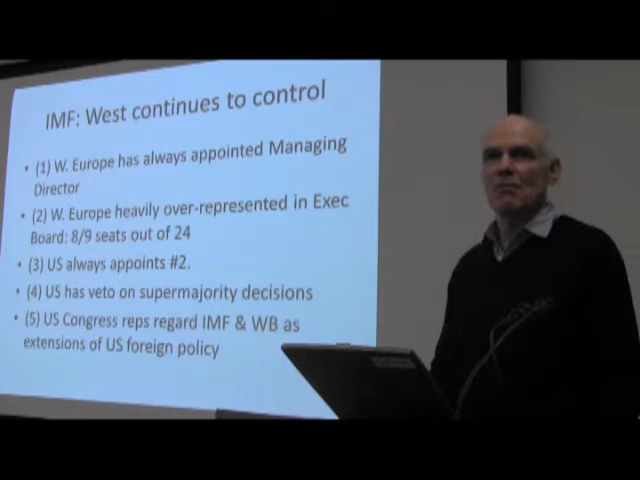 IMF: West continues to control
• (1) W. Europe has always appointed Managing
Director
• (2) W. Europe heavily over-represented in Exec
Board: 8/9 seats out of 24
• (3) US always appoints #2.
• (4) US has veto on supermajority decisions
• (5) US Congress reps regard IMF & WB as
extensions of US foreign policy